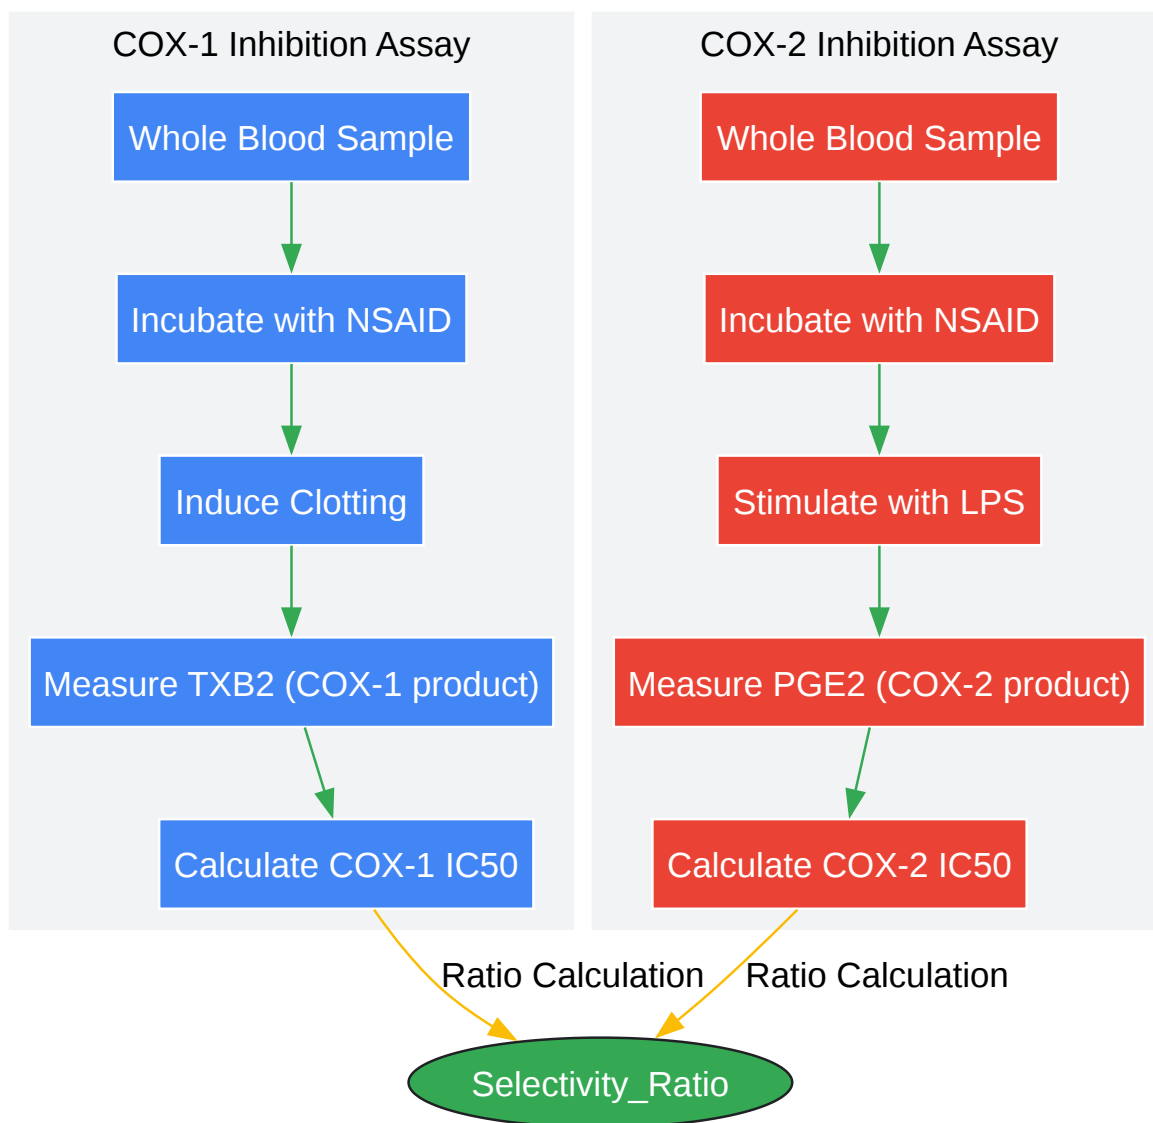 COX-1 Inhibition Assay
Whole Blood Sample
Incubate with NSAID
Induce Clotting
Measure TXB2 (COX-1 product)
Calculate COX-1 IC50
COX-2 Inhibition Assay
Whole Blood Sample
Incubate with NSAID
Stimulate with LPS
Measure PGE2 (COX-2 product)
Calculate COX-2 IC50
Ratio Calculation
Ratio Calculation
Selectivity_Ratio